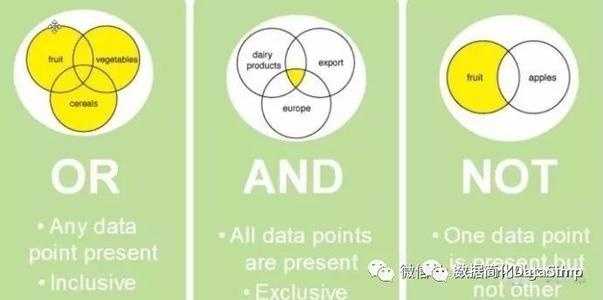 fruit
vegetables
cereals
OR
• Any data
point present
• Inclusive
dairy
products
export
europe
AND
• All data points
are present
• Exclusive
fruit
apples
NOT
• One data point
is present but
not other
微信号
数据简化DataSimp